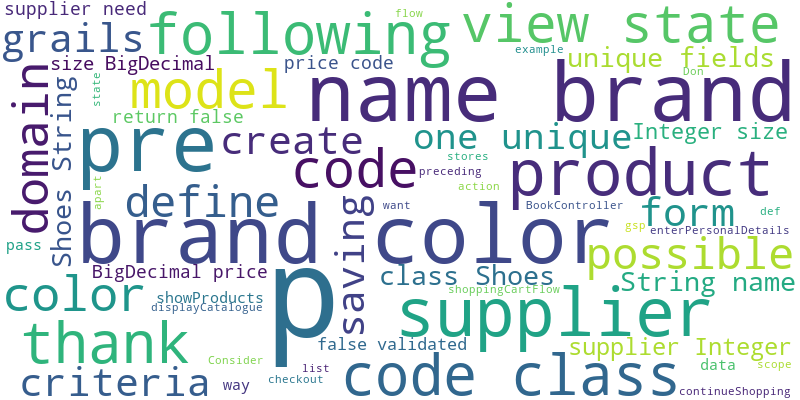 supplier need
flow
grails
following
view state
size BigDecimal
price code
example
unique fields
Don
domain
Shoes String
state
model
name brand
return false
pre
create
code
one unique
Integer size
stores
preceding
product
action
apart
define
saving
want
BookController
form
def
gsp
enterPersonalDetails
pass
brand color
possible
BigDecimal price
p
class Shoes
String name
color
showProducts
displayCatalogue
shoppingCartFlow
supplier
thank
false validated
supplier Integer
Consider
list
criteria
way
checkout
code class
data
scope
continueShopping